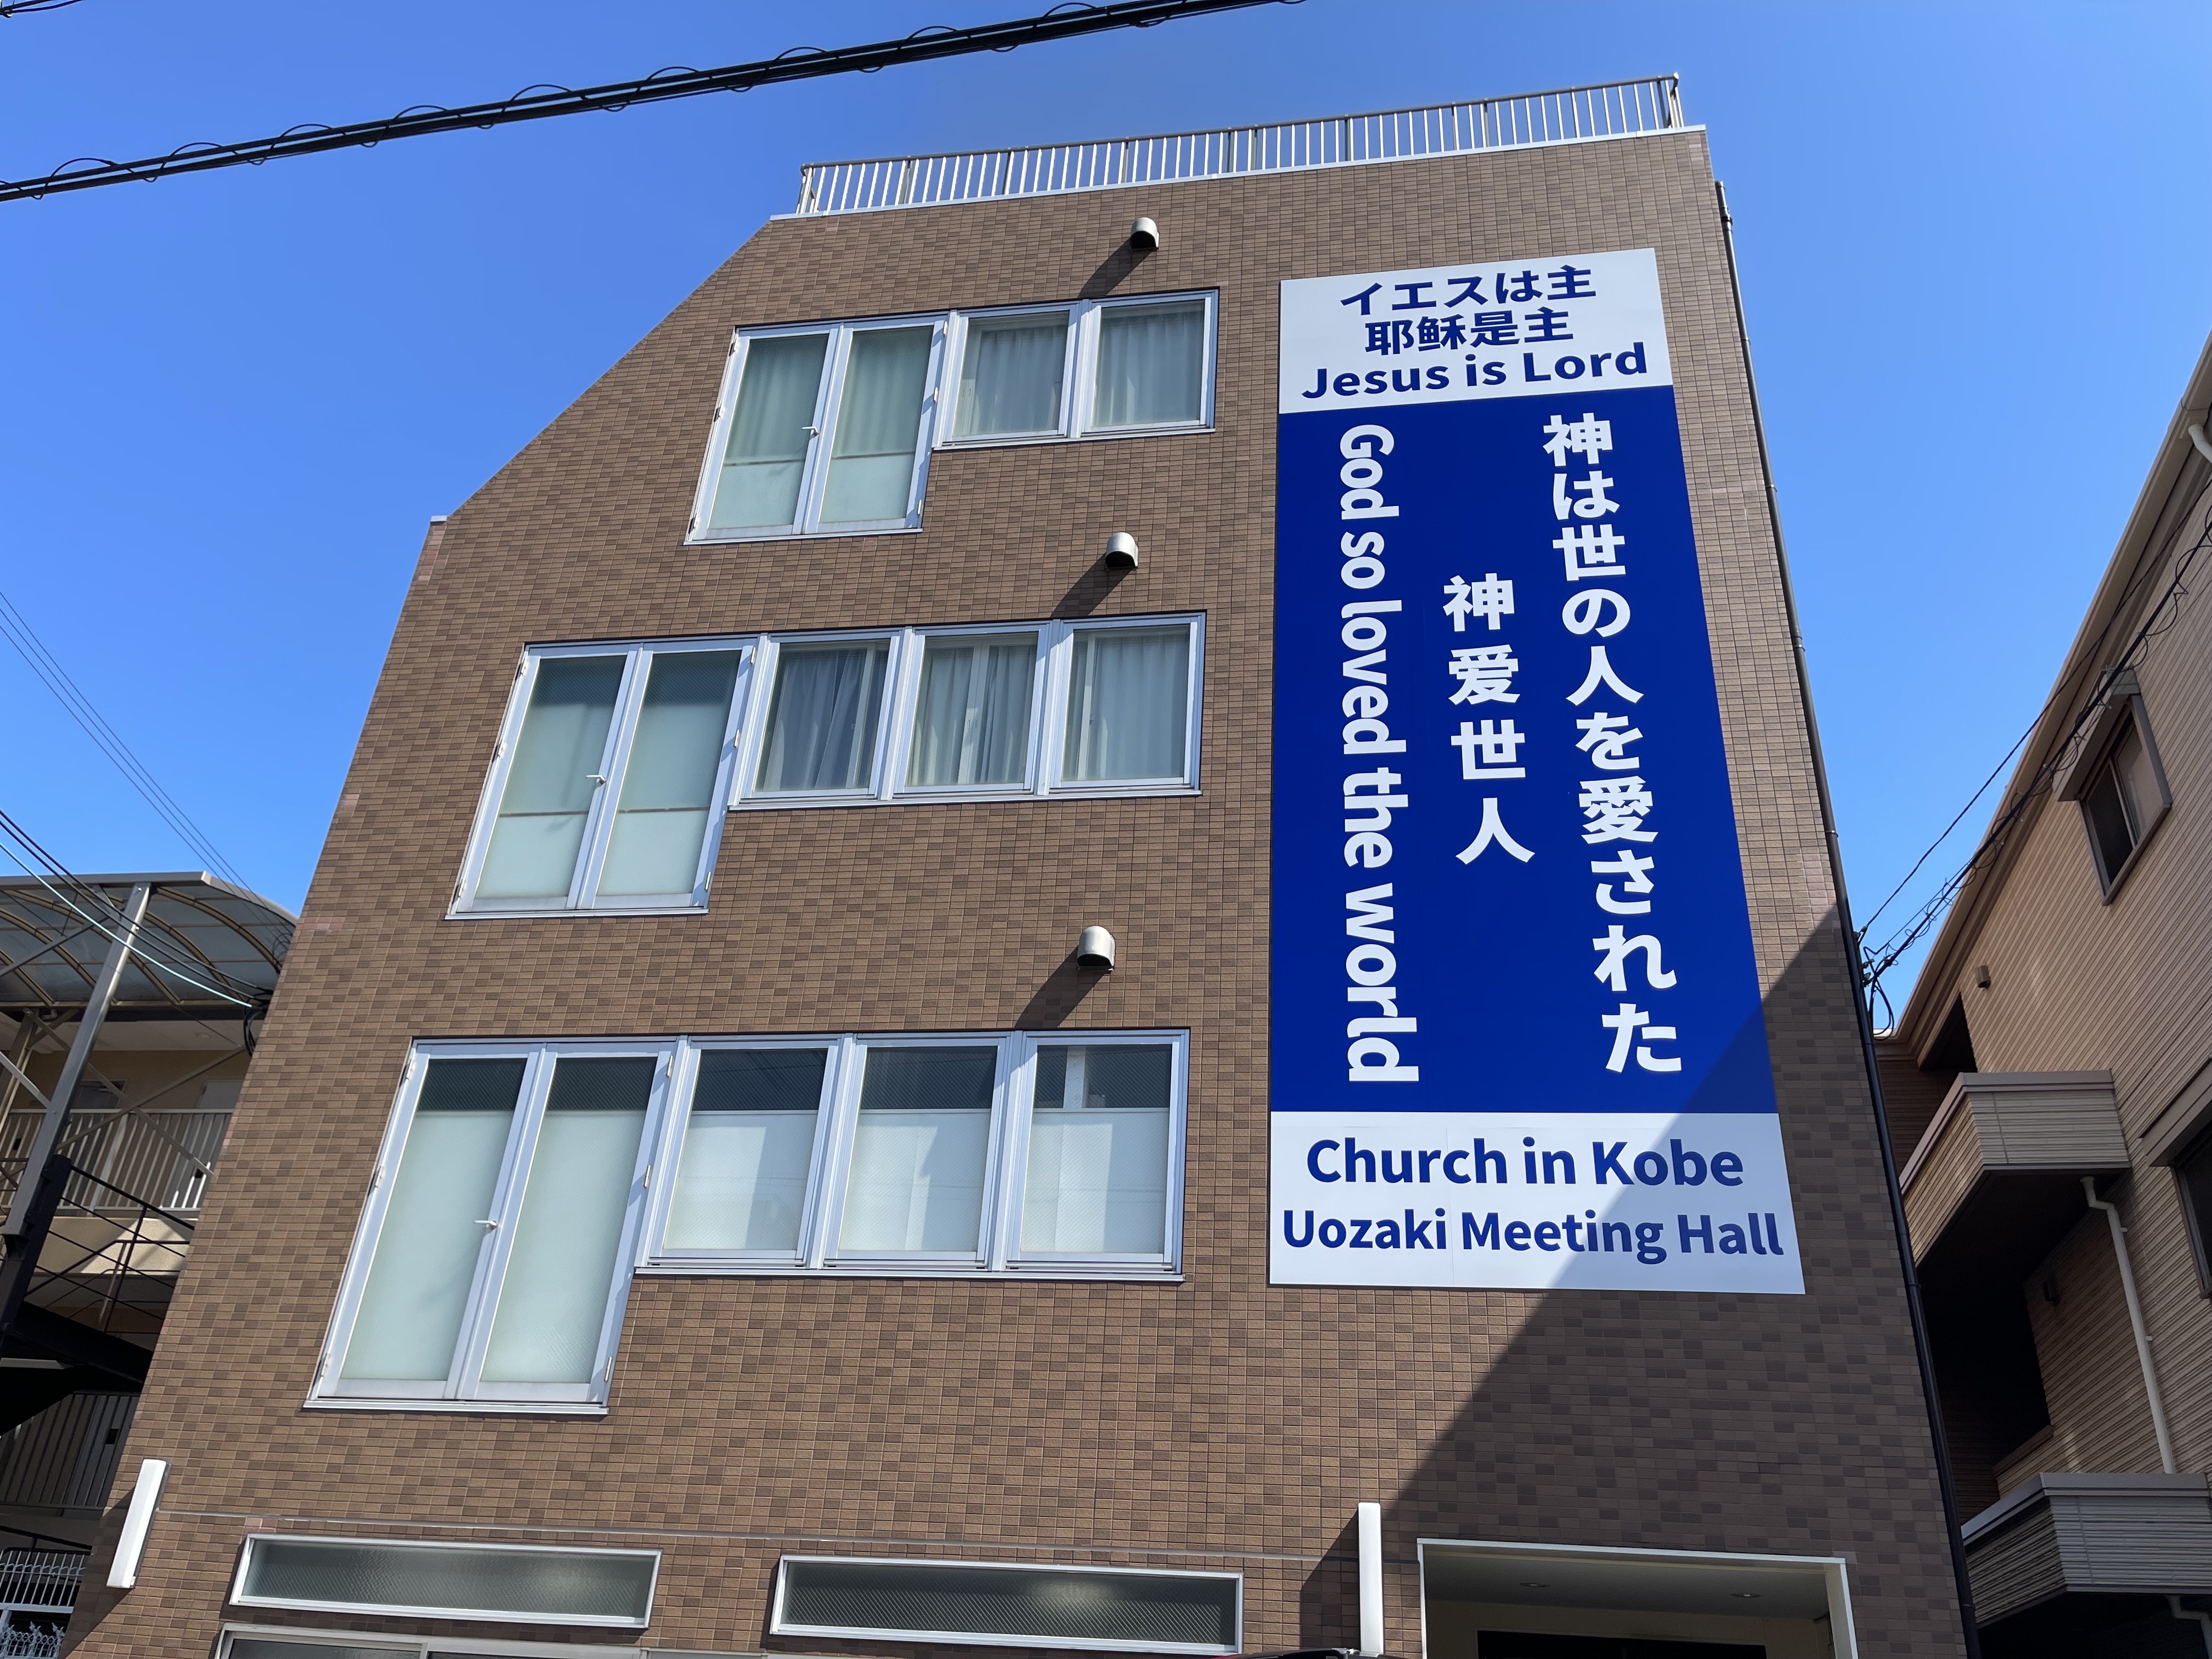 イエスは主
耶稣是主
Jesus is Lord
神は世の人を愛された
神爱世人
God so loved the world
Church in Kobe
Uozaki Meeting Hall